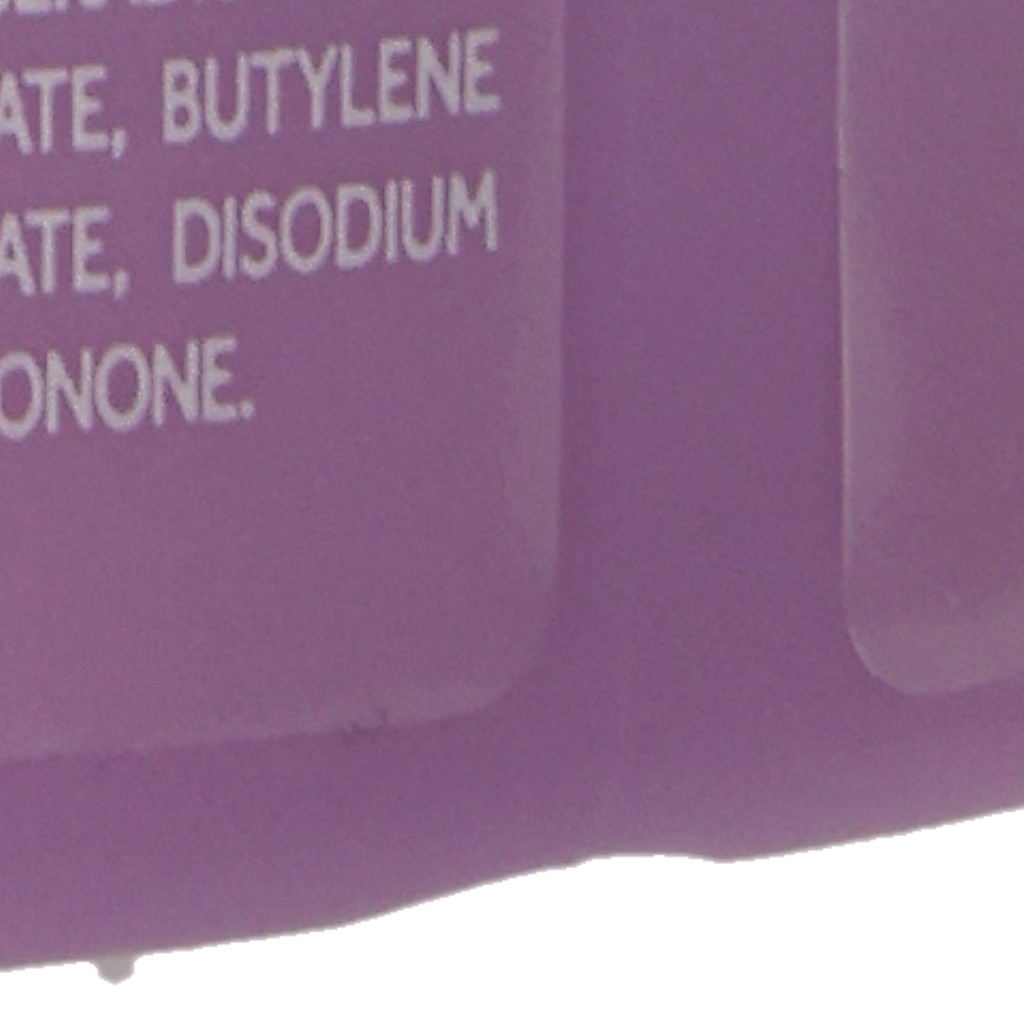 ATE, BUTYLENE
ATE, DISODIUM
ONONE.